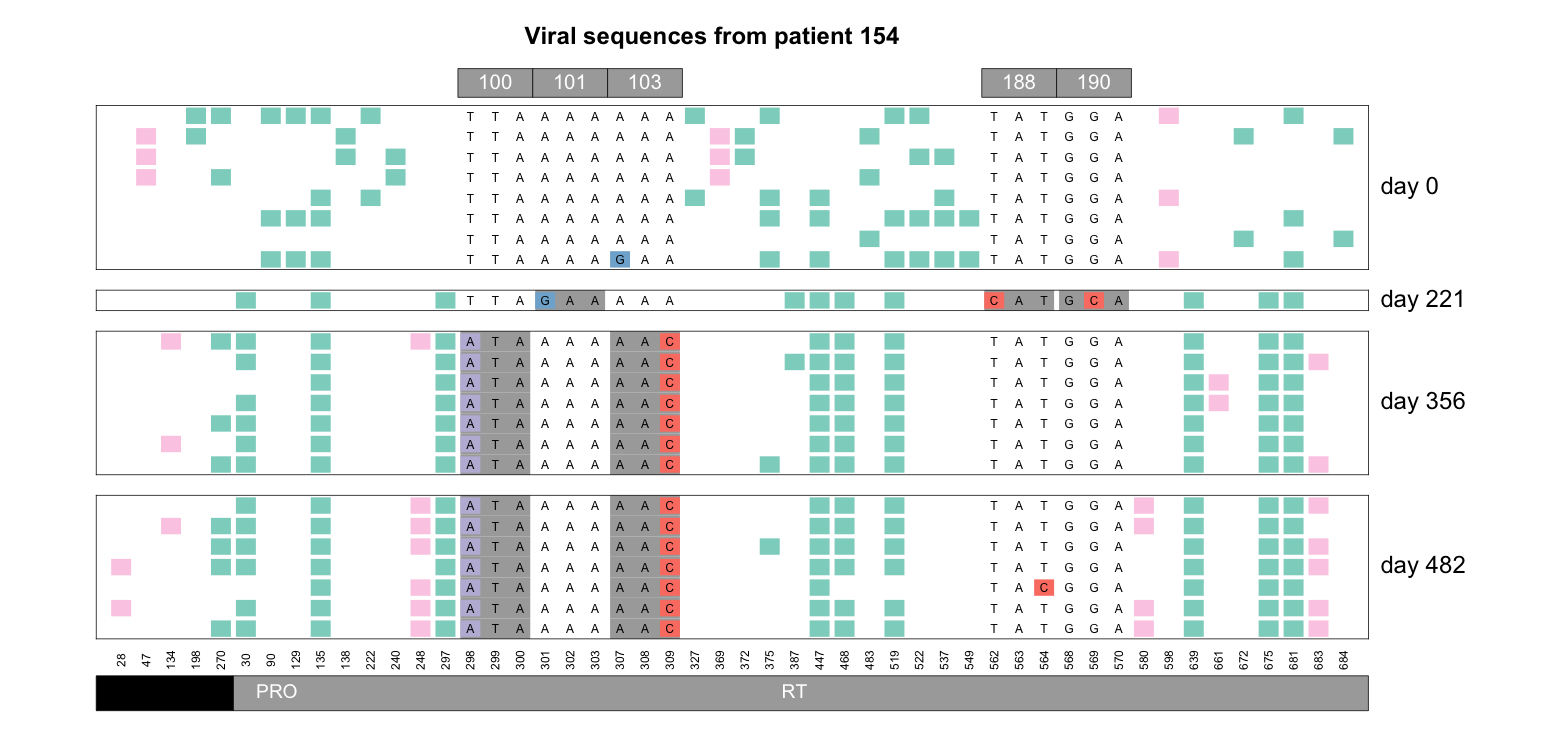 Viral sequences from patient 154
100 101 103 188 190
T T A A A A A A A T A T G G A
T T A A A A A A A T A T G G A
T T A A A A A A A T A T G G A
T T A A A A A A A T A T G G A
T T A A A A A A A T A T G G A
T T A A A A A A A T A T G G A
T T A A A A A A A T A T G G A
T T A A A A G A A T A T G G A
day 0
T T A G A A A A A C A T G C A
day 221
A T A A A A A A C T A T G G A
A T A A A A A A C T A T G G A
A T A A A A A A C T A T G G A
A T A A A A A A C T A T G G A
A T A A A A A A C T A T G G A
A T A A A A A A C T A T G G A
A T A A A A A A C T A T G G A
day 356
A T A A A A A A C T A T G G A
A T A A A A A A C T A T G G A
A T A A A A A A C T A T G G A
A T A A A A A A C T A T G G A
A T A A A A A A C T A C G G A
A T A A A A A A C T A T G G A
A T A A A A A A C T A T G G A
day 482
28 47 134 198 270 30 90 129 135 138 222 240 248 297 298 299 300 301 302 303 307 308 309 327 369 372 375 387 447 468 483 519 522 537 549 562 563 564 568 569 570 580 598 639 661 672 675 681 683 684
PRO RT